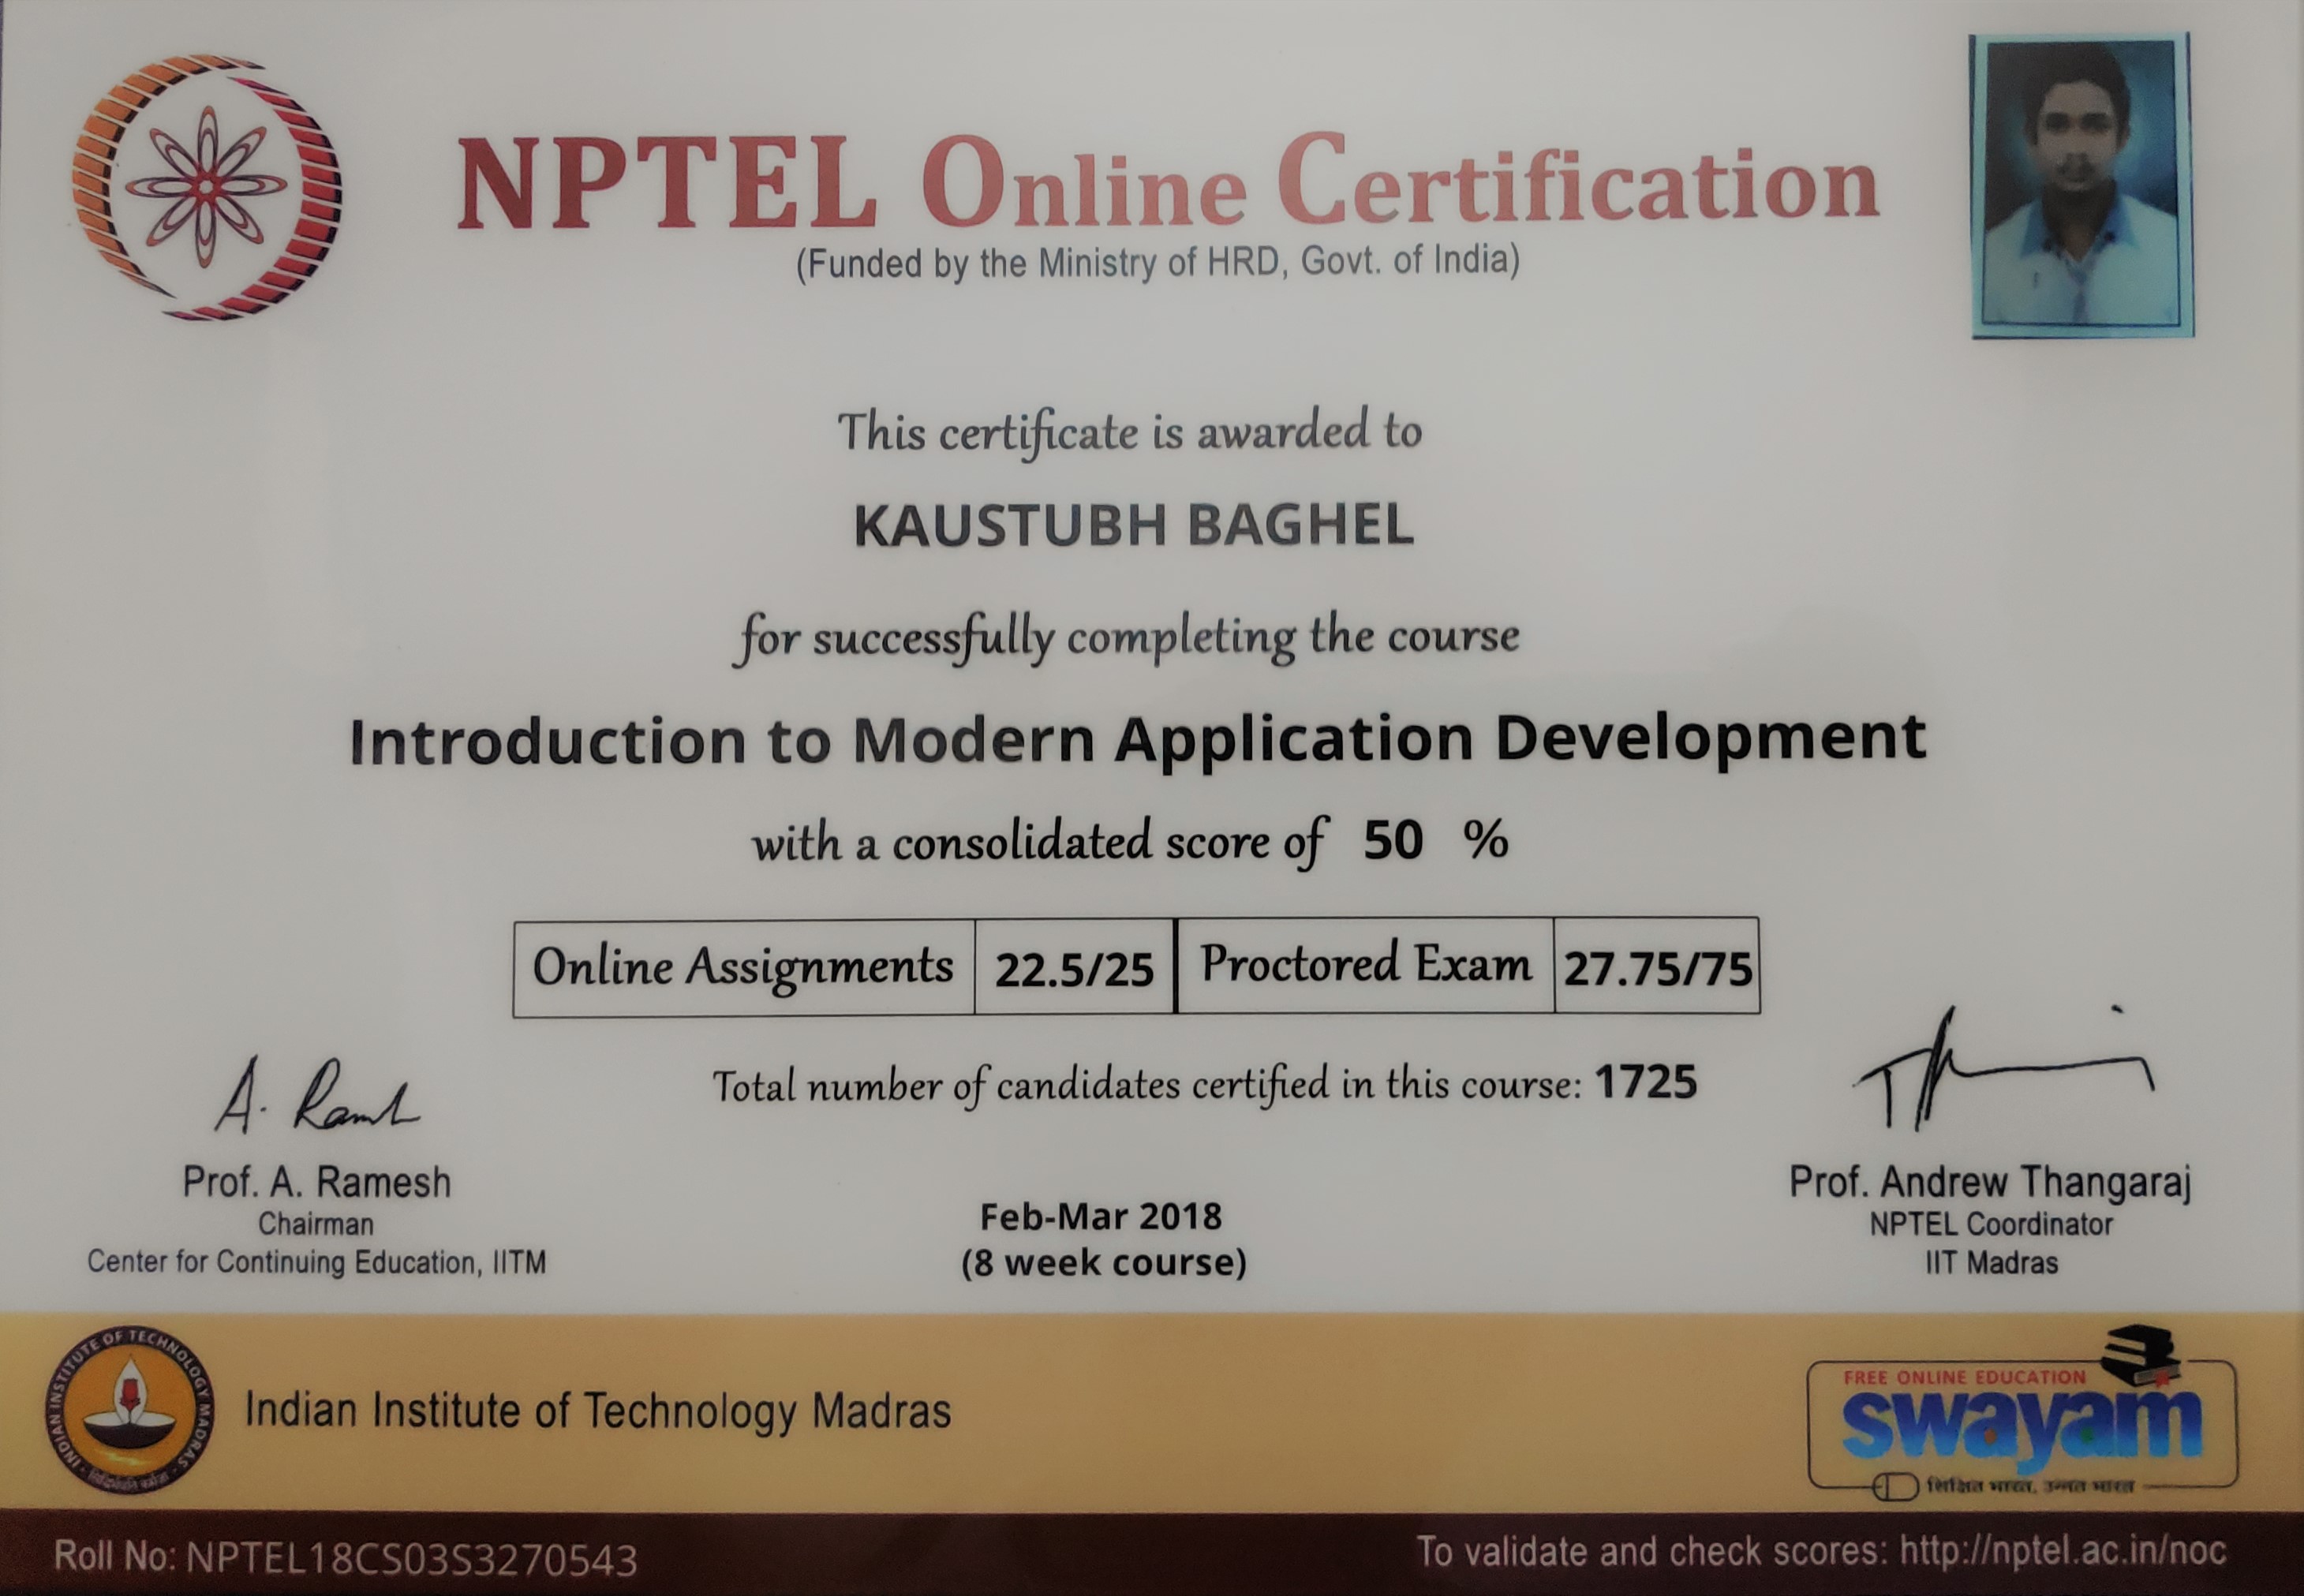 NPTEL Online Certification
(Funded by the Ministry of HRD, Govt. of India)
This certificate is awarded to
KAUSTUBH BAGHEL
for successfully completing the course
Introduction to Modern Application Development
with a consolidated score of 50 %
Online Assignments 22.5/25 Proctored Exam 27.75/75
Total number of candidates certified in this course: 1725
A. Ramesh
Prof. A. Ramesh
Chairman
Center for Continuing Education, IITM
Feb-Mar 2018
(8 week course)
Prof. Andrew Thangaraj
NPTEL Coordinator
IIT Madras
INDIAN INSTITUTE OF TECHNOLOGY MADRAS
Indian Institute of Technology Madras
FREE ONLINE EDUCATION
swayam
शिक्षित भारत, उन्नत भारत
Roll No: NPTEL18CS03S3270543
To validate and check scores: http://nptel.ac.in/noc